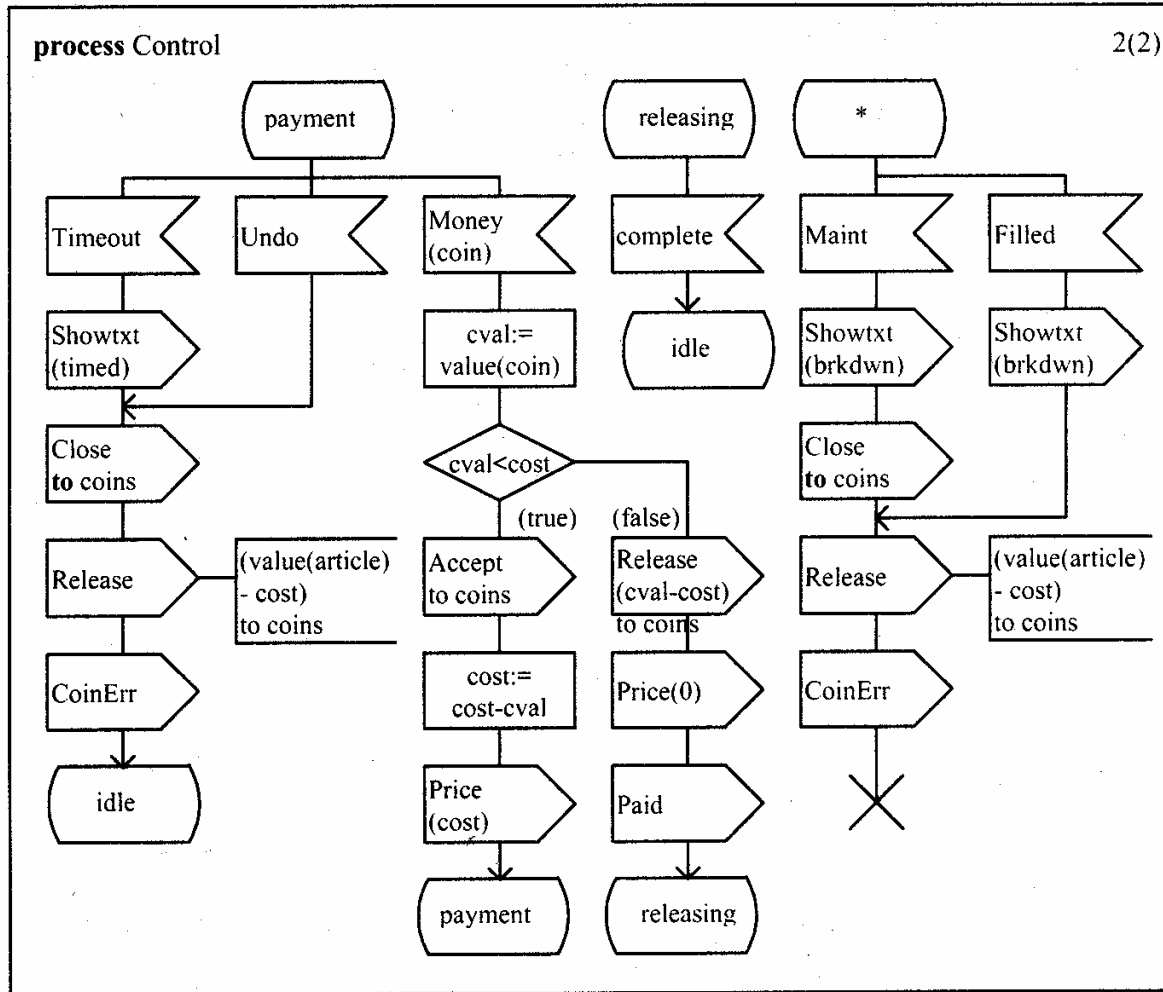 process Control
2(2)
payment
releasing
*
Timeout
Undo
Money
(coin)
complete
Maint
Filled
Showtxt
(timed)
cval:=
value(coin)
idle
Showtxt
(brkdwn)
Showtxt
(brkdwn)
Close
to coins
cval<cost
Close
to coins
(true)
(false)
Release
(value(article)
- cost)
to coins
Accept
to coins
Release
(cval-cost)
to coins
Release
(value(article)
- cost)
to coins
CoinErr
cost:=
cost-cval
Price(0)
CoinErr
idle
Price
(cost)
Paid
payment
releasing